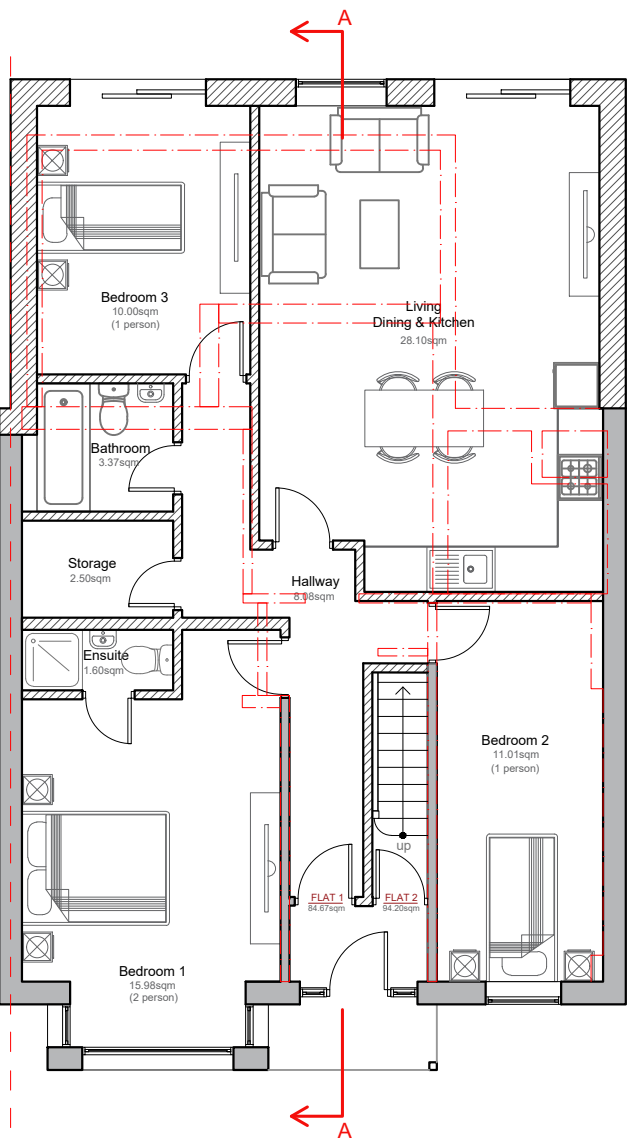 A
Bedroom 3
10.00sqm
(1 person)
Living
Dining & Kitchen
28.10sqm
Bathroom
3.37sqm
Storage
2.50sqm
Hallway
8.08sqm
Ensuite
1.60sqm
Bedroom 2
11.01sqm
(1 person)
up
FLAT 1
84.67sqm
FLAT 2
94.20sqm
Bedroom 1
15.98sqm
(2 person)
A